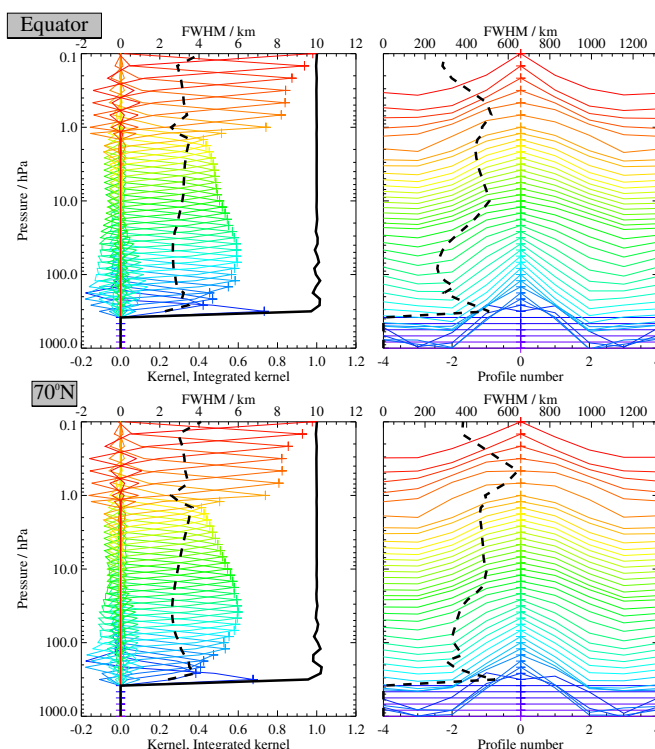 Equator
FWHM / km
FWHM / km
0 2 4 6 8 10 12
0 200 400 600 800 1000 1200
0.1
1.0
10.0
100.0
1000.0
Pressure / hPa
-0.2 0.0 0.2 0.4 0.6 0.8 1.0 1.2
-4 -2 0 2 4
Kernel, Integrated kernel
Profile number
70⁰N
FWHM / km
FWHM / km
0 2 4 6 8 10 12
0 200 400 600 800 1000 1200
0.1
1.0
10.0
100.0
1000.0
Pressure / hPa
-0.2 0.0 0.2 0.4 0.6 0.8 1.0 1.2
-4 -2 0 2 4
Kernel, Integrated kernel
Profile number